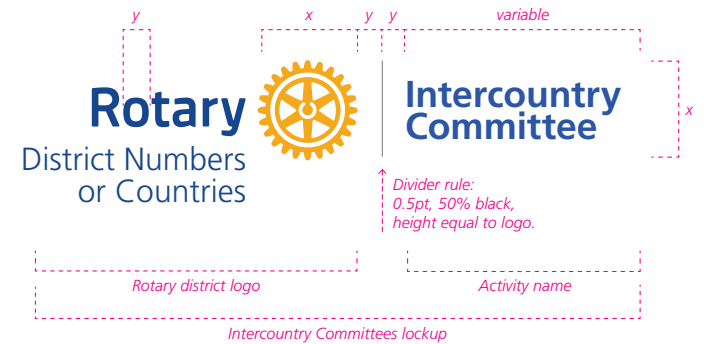 y
x
y
y
variable
Rotary
Intercountry
Committee
x
District Numbers
or Countries
Divider rule:
0.5pt, 50% black,
height equal to logo.
Rotary district logo
Activity name
Intercountry Committees lockup